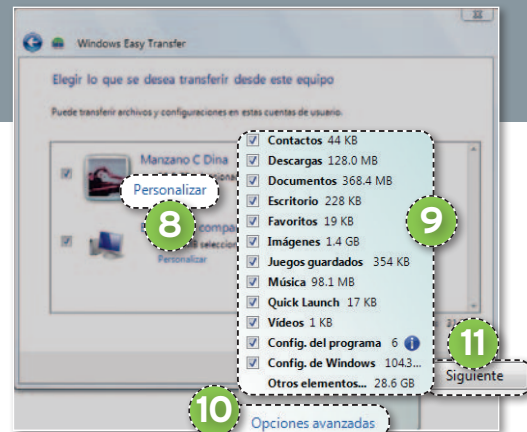 Windows Easy Transfer
Elegir lo que se desea transferir desde este equipo
Puede transferir archivos y configuraciones en estas cuentas de usuario.
Manzano C Dina
Personalizar
8
compa
seleccion
Personalizar
Contactos 44 KB
Descargas 128.0 MB
Documentos 368.4 MB
Escritorio 228 KB
Favoritos 19 KB
Imágenes 1.4 GB
Juegos guardados 354 KB
Música 98.1 MB
Quick Launch 17 KB
Vídeos 1 KB
Config. del programa 6
Config. de Windows 104.3...
Otros elementos... 28.6 GB
9
10
Opciones avanzadas
11
Siguiente